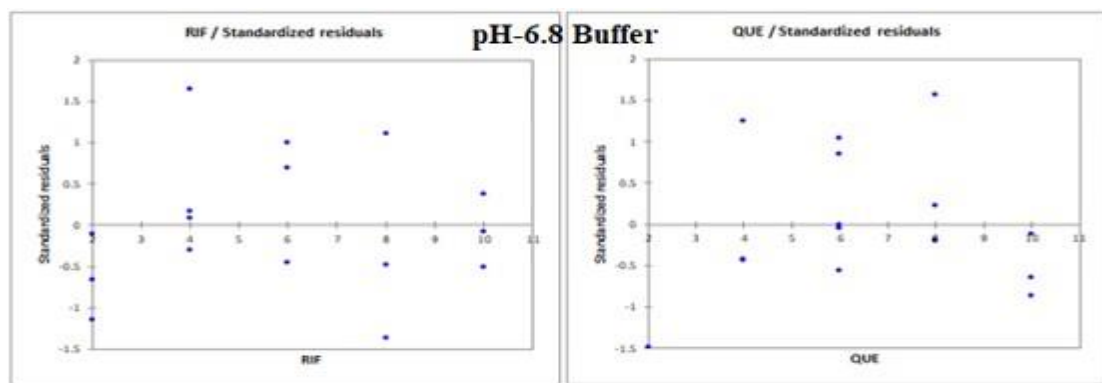 RIF / Standardized residuals
pH-6.8 Buffer
QUE / Standardized residuals
Standardized residuals
2
1.5
1
0.5
0
-0.5
-1
-1.5
2 3 4 5 6 7 8 9 10 11
RIF
Standardized residuals
2
1.5
1
0.5
0
-0.5
-1
-1.5
2 3 4 5 6 7 8 9 10 11
QUE